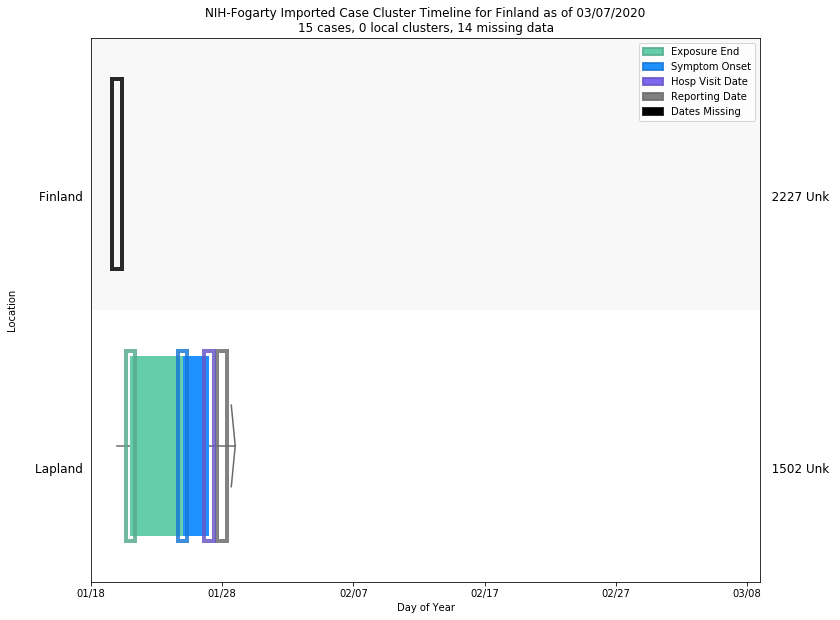 NIH-Fogarty Imported Case Cluster Timeline for Finland as of 03/07/2020
15 cases, 0 local clusters, 14 missing data
Exposure End
Symptom Onset
Hosp Visit Date
Reporting Date
Dates Missing
Finland
2227 Unk
Location
Lapland
1502 Unk
01/18
01/28
02/07
02/17
02/27
03/08
Day of Year